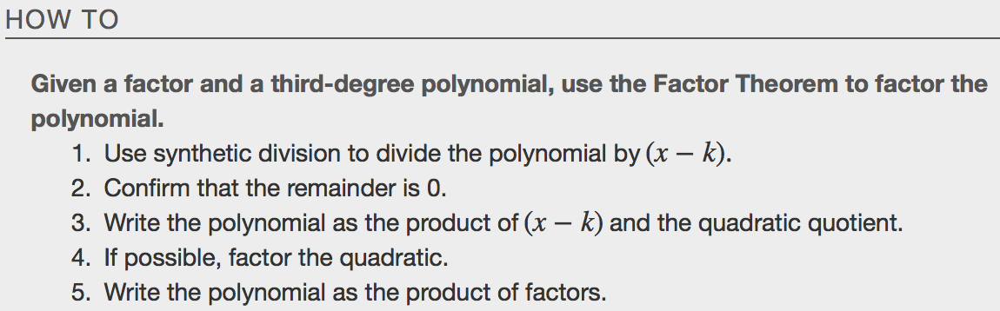 HOW TO
Given a factor and a third-degree polynomial, use the Factor Theorem to factor the
polynomial.
1. Use synthetic division to divide the polynomial by (x − k).
2. Confirm that the remainder is 0.
3. Write the polynomial as the product of (x − k) and the quadratic quotient.
4. If possible, factor the quadratic.
5. Write the polynomial as the product of factors.